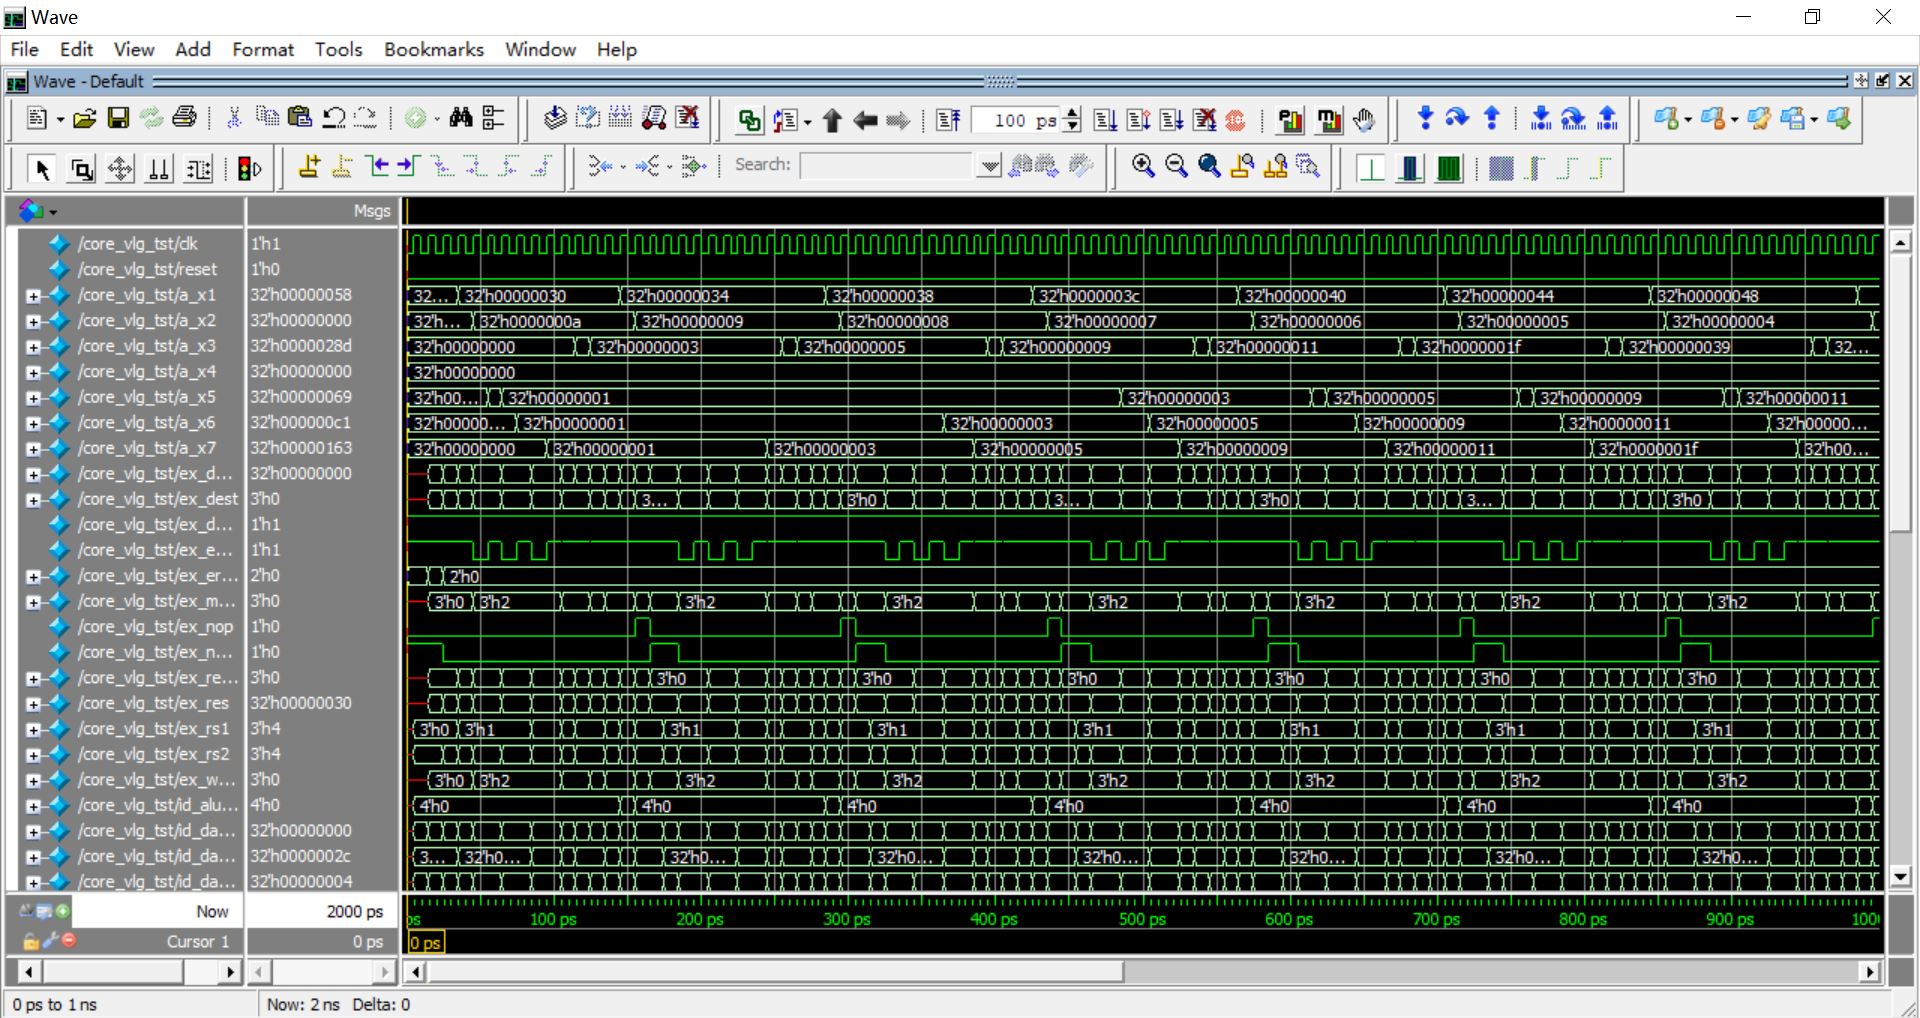 Wave
File Edit View Add Format Tools Bookmarks Window Help
Wave - Default
100 ps
Search:
Msgs
/core_vlg_tst/clk 1'h1
/core_vlg_tst/reset 1'h0
/core_vlg_tst/a_x1 32'h00000058 32... 32'h00000030 32'h00000034 32'h00000038 32'h0000003c 32'h00000040 32'h00000044 32'h00000048
/core_vlg_tst/a_x2 32'h00000000 32'h... 32'h0000000a 32'h00000009 32'h00000008 32'h00000007 32'h00000006 32'h00000005 32'h00000004
/core_vlg_tst/a_x3 32'h0000028d 32'h00000000 32'h00000003 32'h00000005 32'h00000009 32'h00000011 32'h0000001f 32'h00000039 32...
/core_vlg_tst/a_x4 32'h00000000 32'h00000000
/core_vlg_tst/a_x5 32'h00000069 32'h00... 32'h00000001 32'h00000003 32'h00000005 32'h00000009 32'h00000011
/core_vlg_tst/a_x6 32'h000000c1 32'h00000... 32'h00000001 32'h00000003 32'h00000005 32'h00000009 32'h00000011 32'h00000...
/core_vlg_tst/a_x7 32'h00000163 32'h00000000 32'h00000001 32'h00000003 32'h00000005 32'h00000009 32'h00000011 32'h0000001f 32'h00...
/core_vlg_tst/ex_d... 32'h00000000
/core_vlg_tst/ex_dest 3'h0 3... 3'h0 3... 3'h0 3... 3'h0
/core_vlg_tst/ex_d... 1'h1
/core_vlg_tst/ex_e... 1'h1
/core_vlg_tst/ex_er... 2'h0 2'h0
/core_vlg_tst/ex_m... 3'h0 3'h0 3'h2 3'h2 3'h2 3'h2 3'h2 3'h2 3'h2
/core_vlg_tst/ex_nop 1'h0
/core_vlg_tst/ex_n... 1'h0
/core_vlg_tst/ex_re... 3'h0 3'h0 3'h0 3'h0 3'h0 3'h0 3'h0
/core_vlg_tst/ex_res 32'h00000030
/core_vlg_tst/ex_rs1 3'h4 3'h0 3'h1 3'h1 3'h1 3'h1 3'h1 3'h1 3'h1
/core_vlg_tst/ex_rs2 3'h4
/core_vlg_tst/ex_w... 3'h0 3'h0 3'h2 3'h2 3'h2 3'h2 3'h2 3'h2 3'h2
/core_vlg_tst/id_alu... 4'h0 4'h0 4'h0 4'h0 4'h0 4'h0 4'h0 4'h0
/core_vlg_tst/id_da... 32'h00000000
/core_vlg_tst/id_da... 32'h0000002c 3... 32'h0... 32'h0... 32'h0... 32'h0... 32'h0... 32'h0... 32'h0...
/core_vlg_tst/id_da... 32'h00000004
Now 2000 ps ps 100 ps 200 ps 300 ps 400 ps 500 ps 600 ps 700 ps 800 ps 900 ps 100
Cursor 1 0 ps 0 ps
0 ps to 1 ns Now: 2 ns Delta: 0